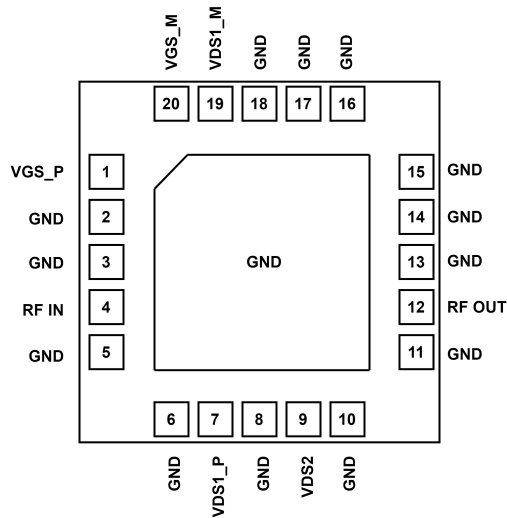 VGS_M
VDS1_M
GND
GND
GND
20
19
18
17
16
VGS_P
1
15
GND
GND
2
14
GND
GND
3
GND
13
GND
RF IN
4
12
RF OUT
GND
5
11
GND
6
7
8
9
10
GND
VDS1_P
GND
VDS2
GND